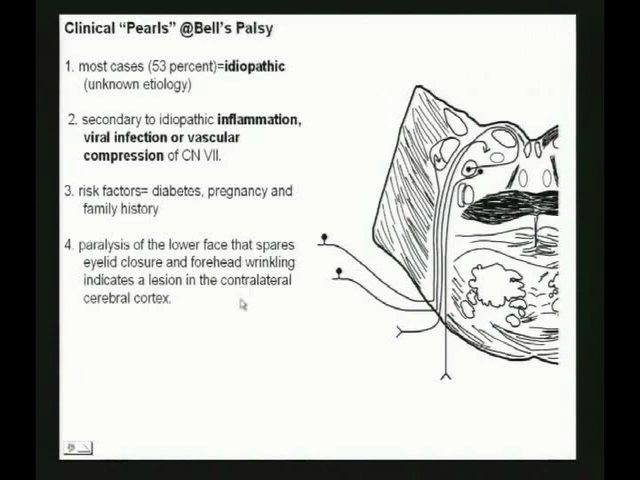 Clinical “Pearls” @Bell’s Palsy
1. most cases (53 percent)=idiopathic
(unknown etiology)
2. secondary to idiopathic inflammation,
viral infection or vascular
compression of CN VII.
3. risk factors= diabetes, pregnancy and
family history
4. paralysis of the lower face that spares
eyelid closure and forehead wrinkling
indicates a lesion in the contralateral
cerebral cortex.